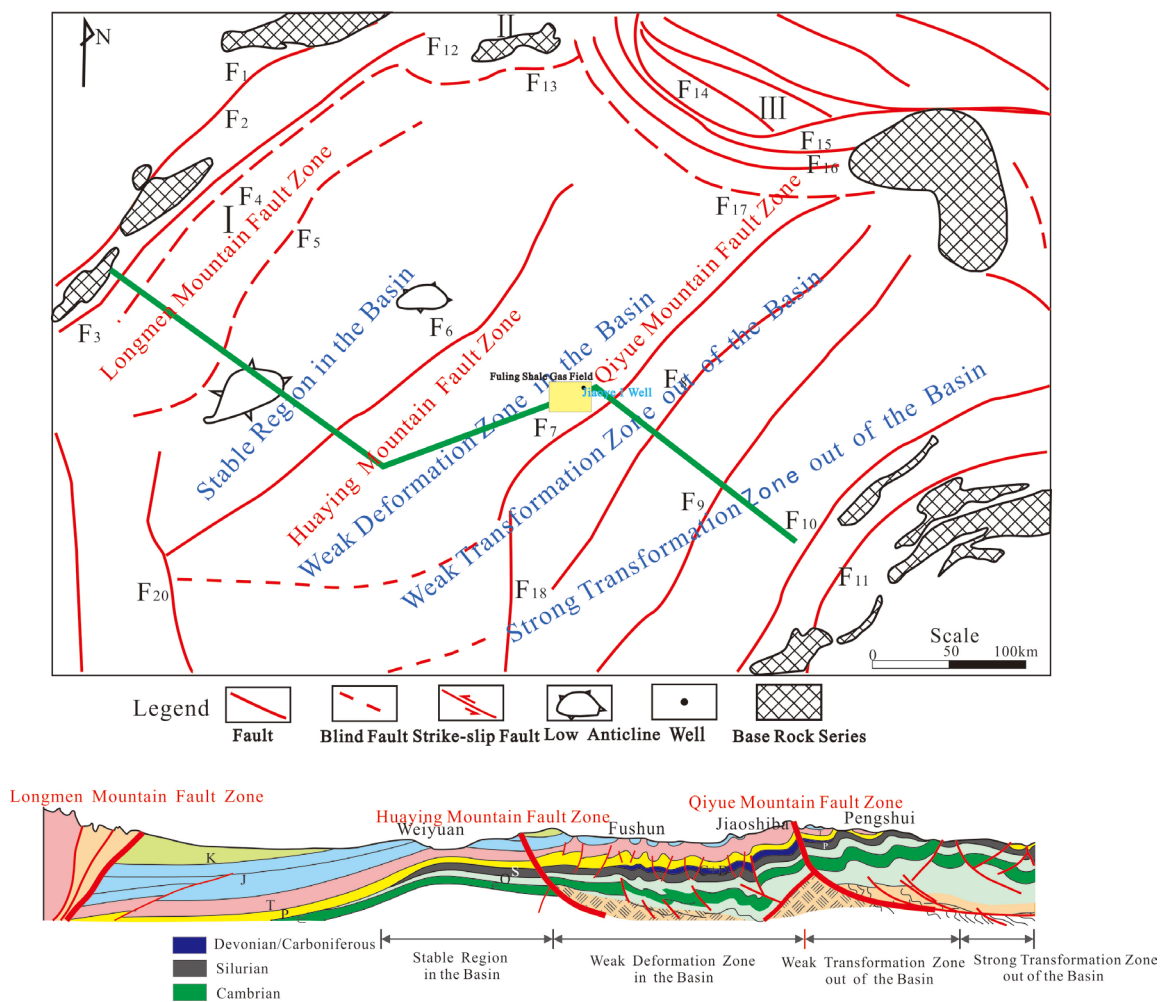 N
II
F12
F1
F13
F14
F2
III
F15
F16
F4
I
F17
F5
Longmen Mountain Fault Zone
Stable Region in the Basin
F3
F6
Huaying Mountain Fault Zone
Weak Deformation Zone in the Basin
Qiyue Mountain Fault Zone
Fuling Shale Gas Field
Jiaoye 1 Well
F7
Weak Transformation Zone out of the Basin
Strong Transformation Zone out of the Basin
F9
F10
F11
F18
F20
Scale
0 50 100km
Legend
Fault
Blind Fault
Strike-slip Fault
Low Anticline
Well
Base Rock Series
Longmen Mountain Fault Zone
Huaying Mountain Fault Zone
Qiyue Mountain Fault Zone
Weiyuan
Fushun
Jiaoshiba
Pengshui
K
J
T
P
O
S
P
Devonian/Carboniferous
Silurian
Cambrian
Stable Region
in the Basin
Weak Deformation Zone
in the Basin
Weak Transformation Zone
out of the Basin
Strong Transformation Zone
out of the Basin